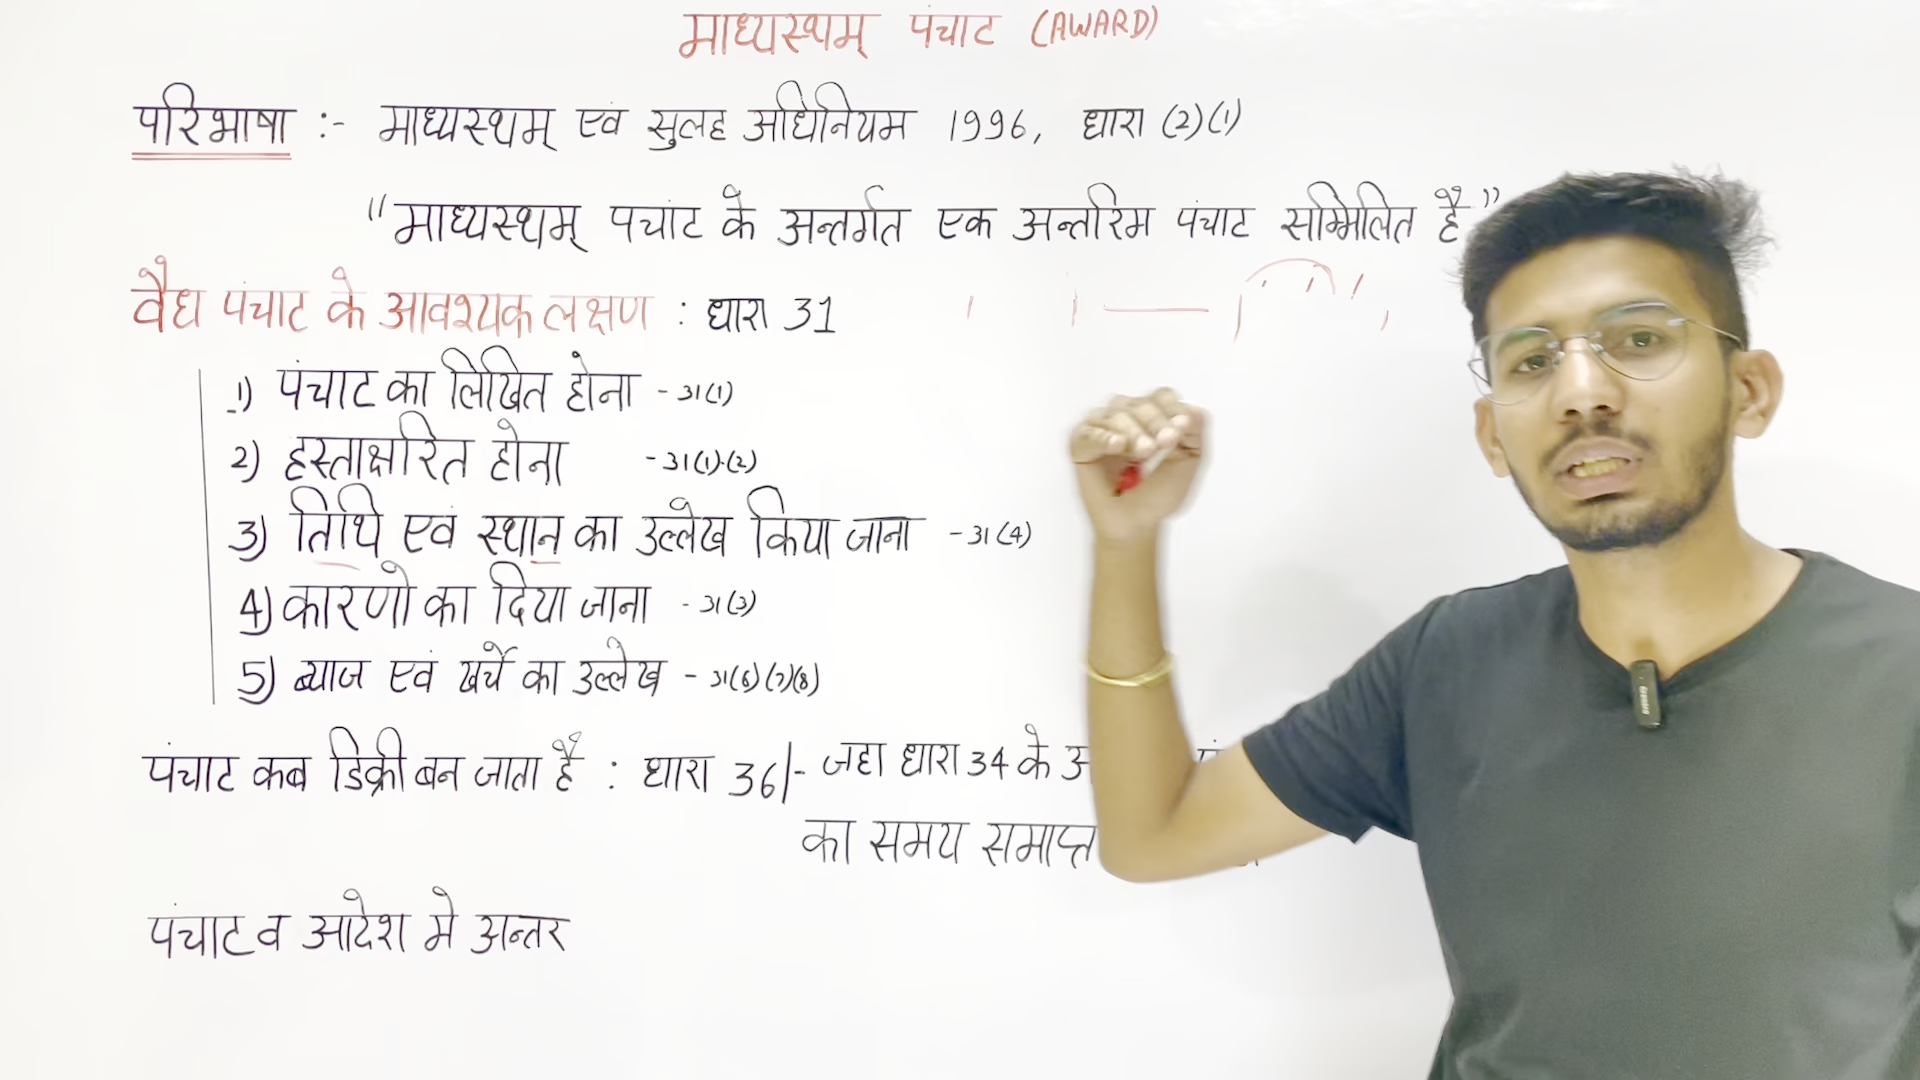 माध्यस्थम् पंचाट (AWARD)
परिभाषा :- माध्यस्थम् एवं सुलह अधिनियम 1996, धारा (2)(1)
"माध्यस्थम् पचांट के अन्तर्गत एक अन्तरिम पंचाट सम्मिलित है"
वैध पंचाट के आवश्यक लक्षण : धारा 31
1) पंचाट का लिखित होना - 31(1)
2) हस्ताक्षरित होना - 31(1)-(2)
3) तिथि एवं स्थान का उल्लेख किया जाना - 31(4)
4) कारणो का दिया जाना - 31(3)
5) ब्याज एवं खर्चे का उल्लेख - 31(6)(7)(8)
पंचाट कब डिक्री बन जाता है : धारा 36/- जहा धारा 34 के
का समय समाप्त
पंचाट व आदेश मे अन्तर